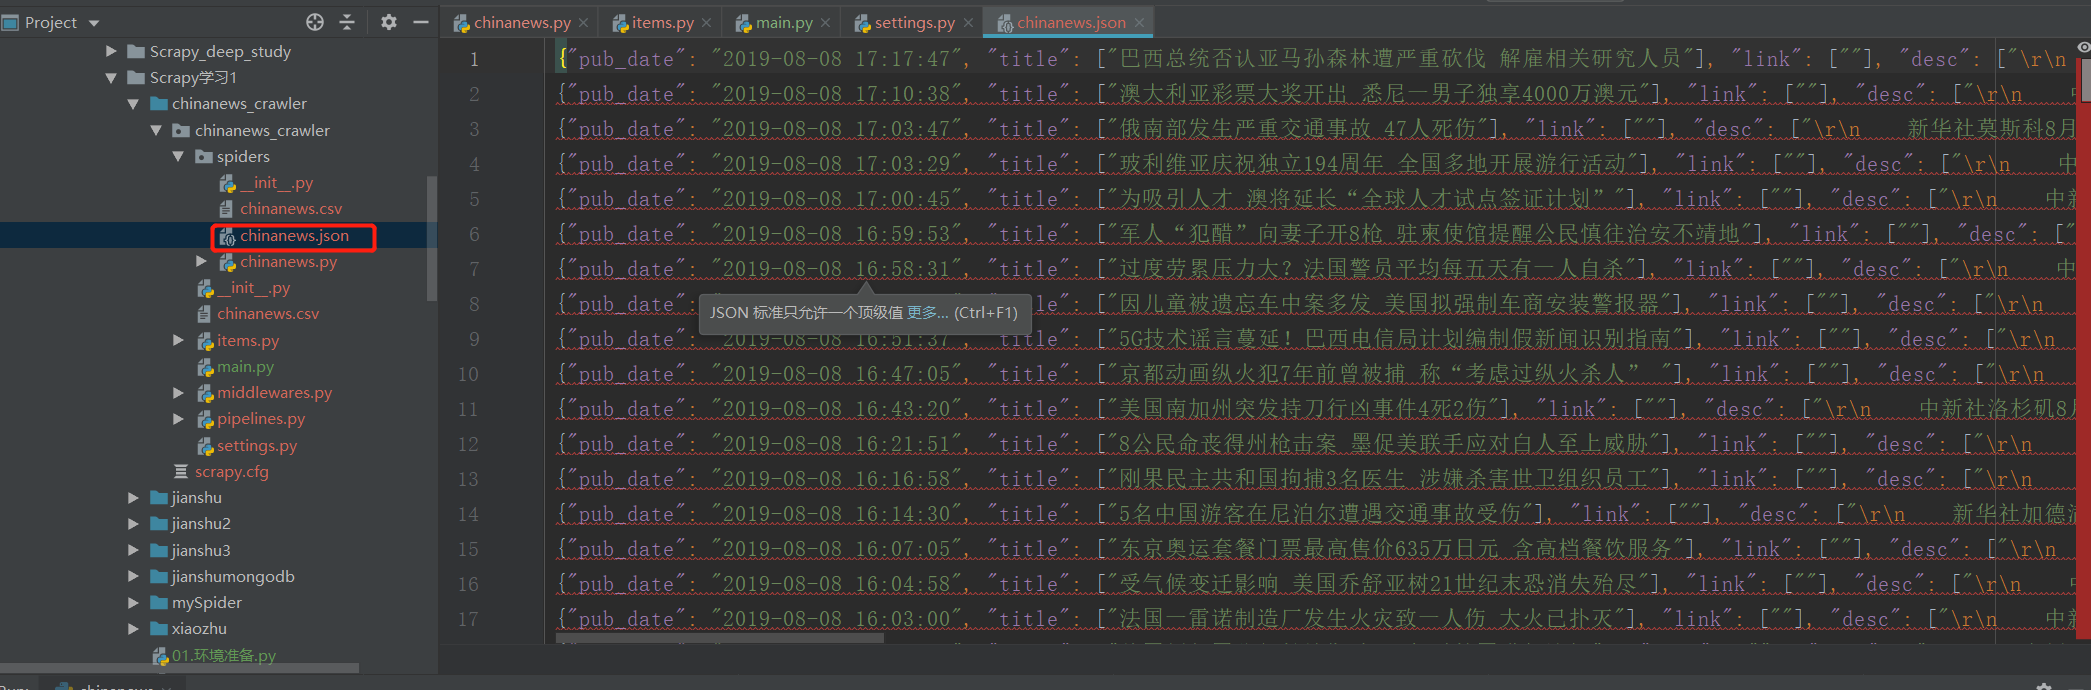 Project
Scrapy_deep_study
Scrapy学习1
chinanews_crawler
chinanews_crawler
spiders
__init__.py
chinanews.csv
chinanews.json
chinanews.py
__init__.py
chinanews.csv
items.py
main.py
middlewares.py
pipelines.py
settings.py
scrapy.cfg
jianshu
jianshu2
jianshu3
jianshumongodb
mySpider
xiaozhu
01.环境准备.py
chinanews.py items.py main.py settings.py chinanews.json
1 {"pub_date": "2019-08-08 17:17:47", "title": ["巴西总统否认亚马孙森林遭严重砍伐 解雇相关研究人员"], "link": [""], "desc": ["\r\n
2 {"pub_date": "2019-08-08 17:10:38", "title": ["澳大利亚彩票大奖开出 悉尼一男子独享4000万澳元"], "link": [""], "desc": ["\r\n 中
3 {"pub_date": "2019-08-08 17:03:47", "title": ["俄南部发生严重交通事故 47人死伤"], "link": [""], "desc": ["\r\n 新华社莫斯科8月
4 {"pub_date": "2019-08-08 17:03:29", "title": ["玻利维亚庆祝独立194周年 全国多地开展游行活动"], "link": [""], "desc": ["\r\n 中
5 {"pub_date": "2019-08-08 17:00:45", "title": ["为吸引人才 澳将延长“全球人才试点签证计划”"], "link": [""], "desc": ["\r\n 中新
6 {"pub_date": "2019-08-08 16:59:53", "title": ["军人“犯醋”向妻子开8枪 驻柬使馆提醒公民慎往治安不靖地"], "link": [""], "desc": ["
7 {"pub_date": "2019-08-08 16:58:31", "title": ["过度劳累压力大？法国警员平均每五天有一人自杀"], "link": [""], "desc": ["\r\n 中
8 {"pub_date": "title": ["因儿童被遗忘车中案多发 美国拟强制车商安装警报器"], "link": [""], "desc": ["\r\n
JSON 标准只允许一个顶级值 更多... (Ctrl+F1)
9 {"pub_date": "2019-08-08 16:51:37", "title": ["5G技术谣言蔓延！巴西电信局计划编制假新闻识别指南"], "link": [""], "desc": ["\r\n
10 {"pub_date": "2019-08-08 16:47:05", "title": ["京都动画纵火犯7年前曾被捕 称“考虑过纵火杀人” "], "link": [""], "desc": ["\r\n
11 {"pub_date": "2019-08-08 16:43:20", "title": ["美国南加州突发持刀行凶事件4死2伤"], "link": [""], "desc": ["\r\n 中新社洛杉矶8月
12 {"pub_date": "2019-08-08 16:21:51", "title": ["8公民命丧得州枪击案 墨促美联手应对白人至上威胁"], "link": [""], "desc": ["\r\n
13 {"pub_date": "2019-08-08 16:16:58", "title": ["刚果民主共和国拘捕3名医生 涉嫌杀害世卫组织员工"], "link": [""], "desc": ["\r\n
14 {"pub_date": "2019-08-08 16:14:30", "title": ["5名中国游客在尼泊尔遭遇交通事故受伤"], "link": [""], "desc": ["\r\n 新华社加德满
15 {"pub_date": "2019-08-08 16:07:05", "title": ["东京奥运套餐门票最高售价635万日元 含高档餐饮服务"], "link": [""], "desc": ["\r\n
16 {"pub_date": "2019-08-08 16:04:58", "title": ["受气候变迁影响 美国乔舒亚树21世纪末恐消失殆尽"], "link": [""], "desc": ["\r\n 中
17 {"pub_date": "2019-08-08 16:03:00", "title": ["法国一雷诺制造厂发生火灾致一人伤 大火已扑灭"], "link": [""], "desc": ["\r\n 中新